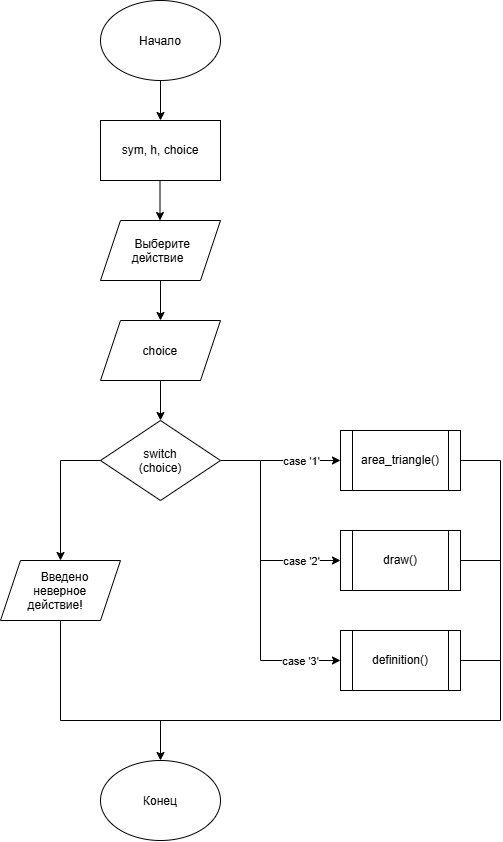 Начало
sym, h, choice
Выберите
действие
choice
switch
(choice)
case '1'
area_triangle()
case '2'
draw()
Введено
неверное
действие!
case '3'
definition()
Конец